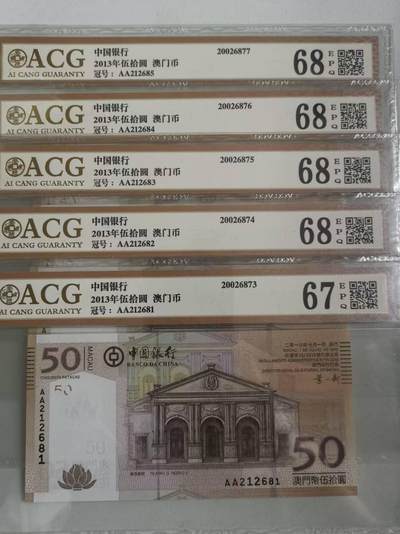 ACG
AI CANG GUARANTY
中国银行
2013年伍拾圆 澳门币
冠号: AA212685
20026877
68 EPQ
ACG
AI CANG GUARANTY
中国银行
2013年伍拾圆 澳门币
冠号: AA212684
20026876
68 EPQ
ACG
AI CANG GUARANTY
中国银行
2013年伍拾圆 澳门币
冠号: AA212683
20026875
68 EPQ
ACG
AI CANG GUARANTY
中国银行
2013年伍拾圆 澳门币
冠号: AA212682
20026874
68 EPQ
ACG
AI CANG GUARANTY
中国银行
2013年伍拾圆 澳门币
冠号: AA212681
20026873
67 EPQ
50
MACAU
中國銀行
BANCO DA CHINA
50
AA212681
50
AA212681
50
澳門幣伍拾圓